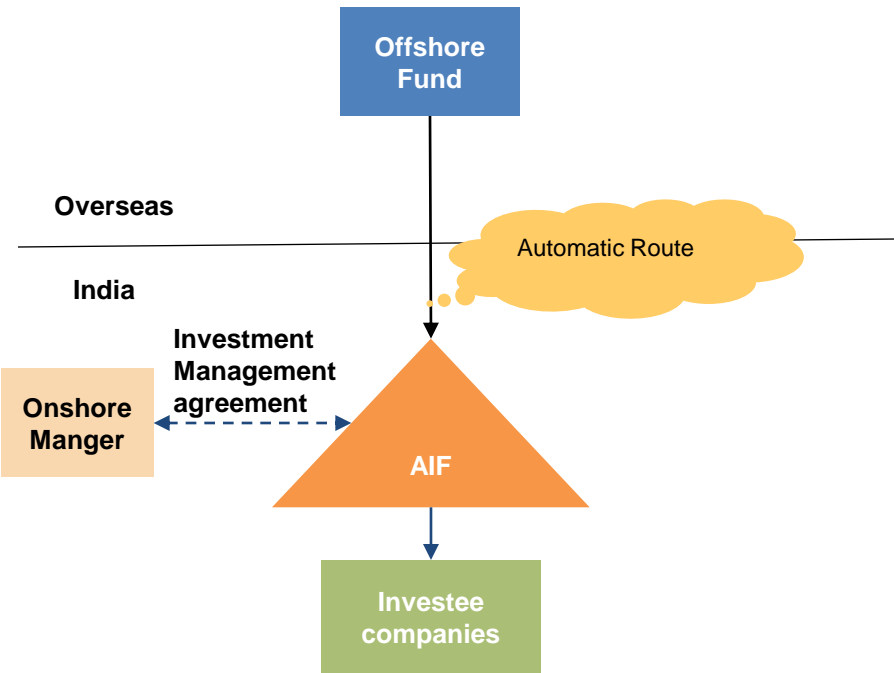 Offshore
Fund
Overseas
Automatic Route
India
Investment
Management
agreement
Onshore
Manger
AIF
Investee
companies